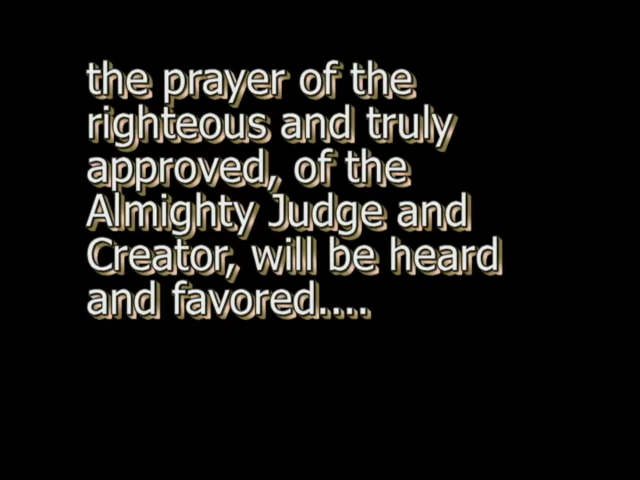 the prayer of the
righteous and truly
approved, of the
Almighty Judge and
Creator, will be heard
and favored....